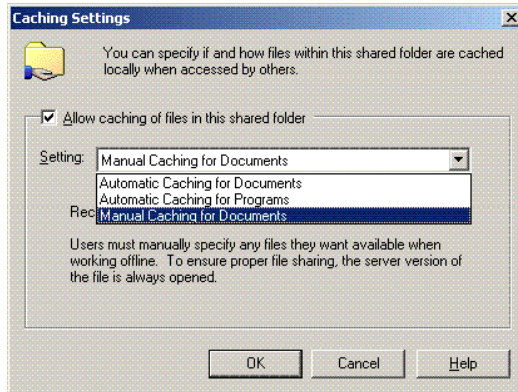 Caching Settings
You can specify if and how files within this shared folder are cached
locally when accessed by others.
Allow caching of files in this shared folder
Setting: Manual Caching for Documents
Automatic Caching for Documents
Automatic Caching for Programs
Rec Manual Caching for Documents
Users must manually specify any files they want available when
working offline. To ensure proper file sharing, the server version of
the file is always opened.
OK Cancel Help